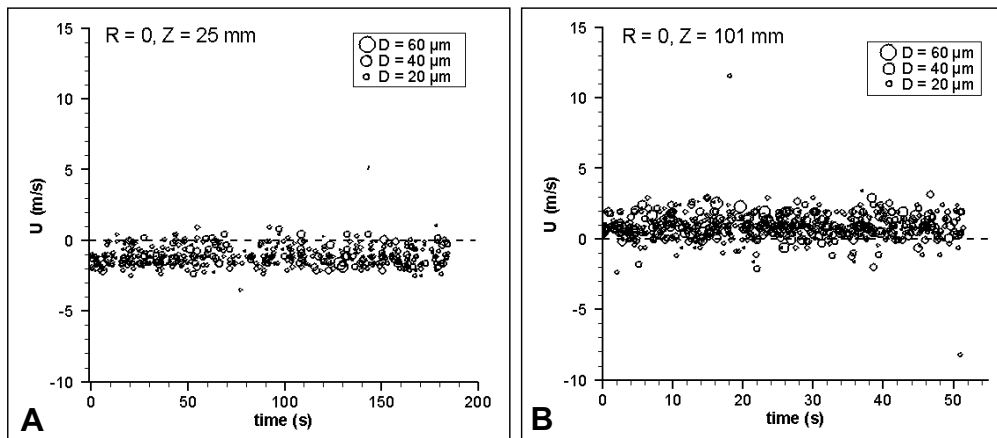 R = 0, Z = 25 mm
D = 60 µm
D = 40 µm
D = 20 µm
15
10
5
0
-5
-10
U (m/s)
0
50
100
150
200
time (s)
A
R = 0, Z = 101 mm
D = 60 µm
D = 40 µm
D = 20 µm
15
10
5
0
-5
-10
U (m/s)
0
10
20
30
40
50
time (s)
B